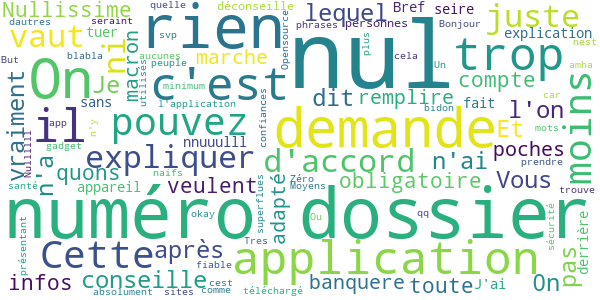 Nullissime
quelle
déconseille
lequel
Bref
seire
juste
dautres
seraint
tuer
svp
phrases
personnes
Bonjour
explication
vaut
rien
nul
trop
ni
macron
marche
But
On
Je
c'est
plus
cela
Un
nest
blabla
aucunes
peuple
utilisés
Opensource
compte
amha
vraiment
sans
minimum
dit
remplire
fait
bidon
car
moins
il
app
l'application
pouvez
demande
l'on
Nullill
n'y
gadget
expliquer
nnuuulll
confiances
Et
mots
poches
prendre
n'a
quons
d'accord
n'ai
trouve
santé
appareil
naïfs
veulent
Zéro
Moyens
adapté
obligatoire
Vous
numéro
dossier
okay
superflues
Ou
qq
sécurité
derrière
Cette
après
Tres
fiable
application
pas
présentant
infos
conseille
cest
banquere
toute
J'ai
On
absolument
sites
comme
téléchargé